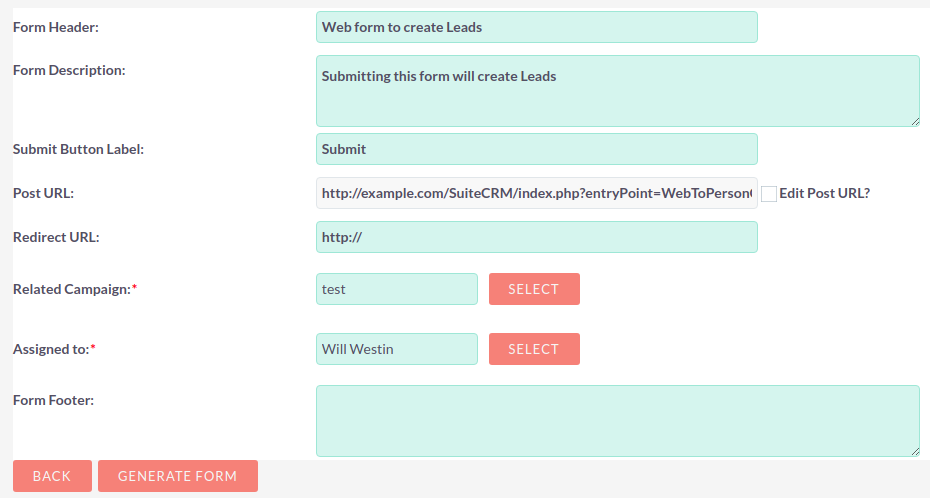 Form Header: Web form to create Leads
Form Description: Submitting this form will create Leads
Submit Button Label: Submit
Post URL: http://example.com/SuiteCRM/index.php?entryPoint=WebToPerson Edit Post URL?
Redirect URL: http://
Related Campaign:* test SELECT
Assigned to:* Will Westin SELECT
Form Footer:
BACK GENERATE FORM